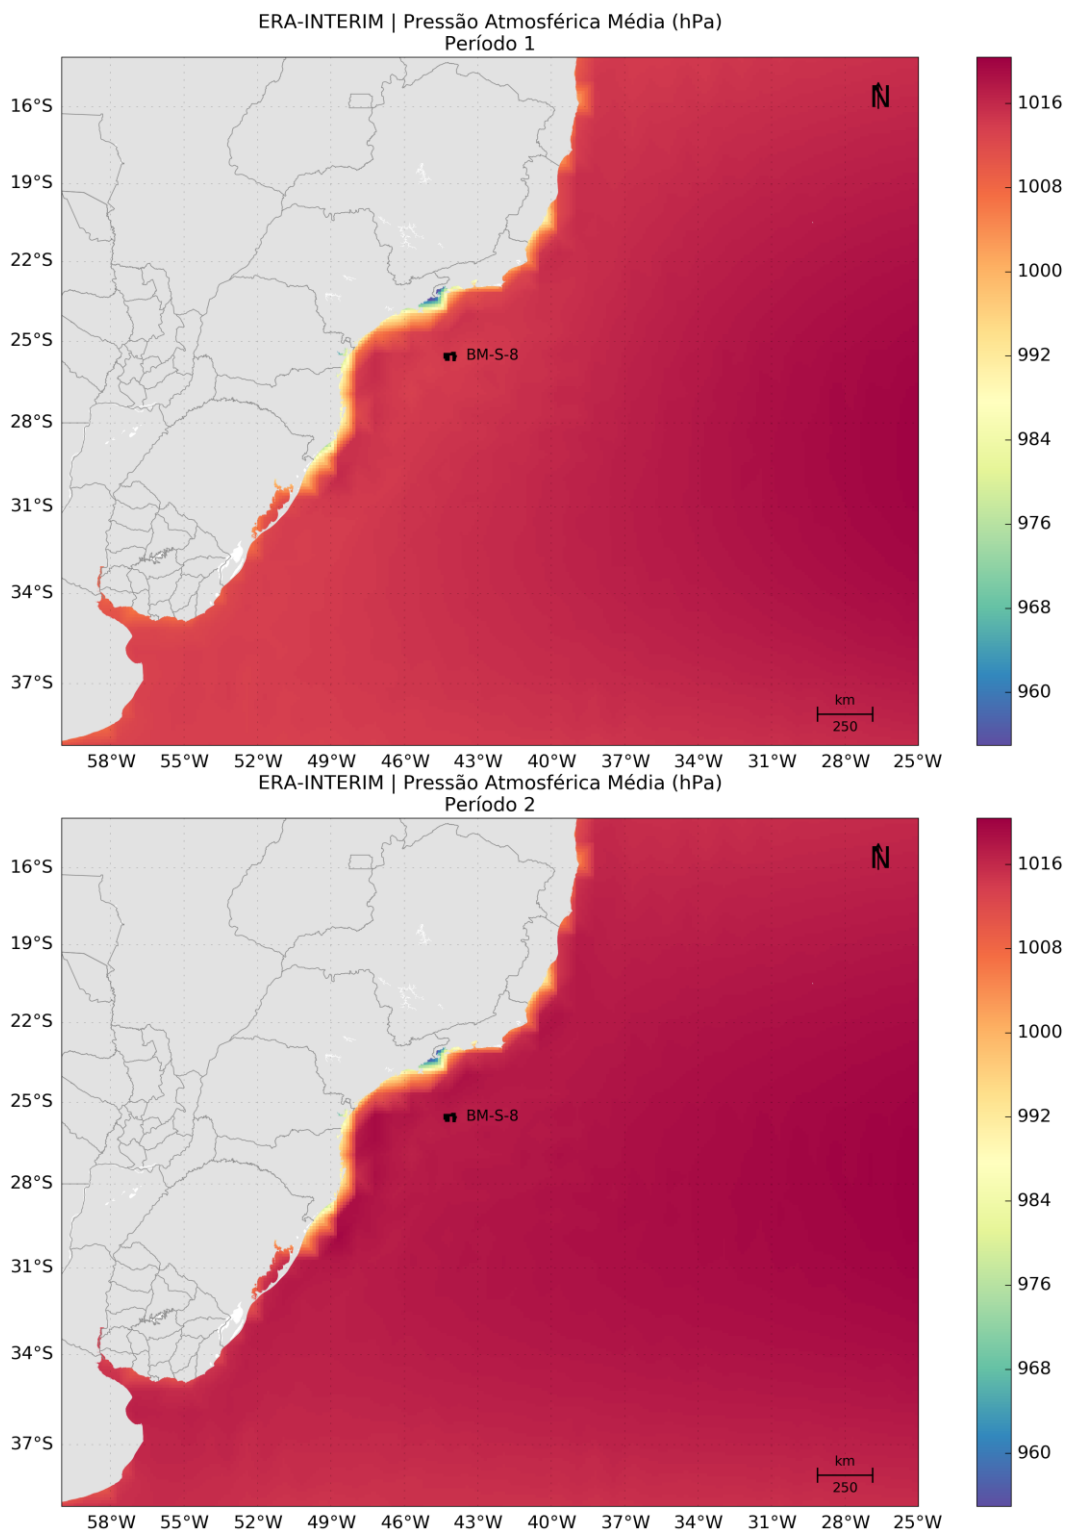 ERA-INTERIM | Pressão Atmosférica Média (hPa)
Período 1
N
16°S
19°S
22°S
25°S
28°S
31°S
34°S
37°S
BM-S-8
km
250
58°W 55°W 52°W 49°W 46°W 43°W 40°W 37°W 34°W 31°W 28°W 25°W
1016
1008
1000
992
984
976
968
960
ERA-INTERIM | Pressão Atmosférica Média (hPa)
Período 2
N
16°S
19°S
22°S
25°S
28°S
31°S
34°S
37°S
BM-S-8
km
250
58°W 55°W 52°W 49°W 46°W 43°W 40°W 37°W 34°W 31°W 28°W 25°W
1016
1008
1000
992
984
976
968
960